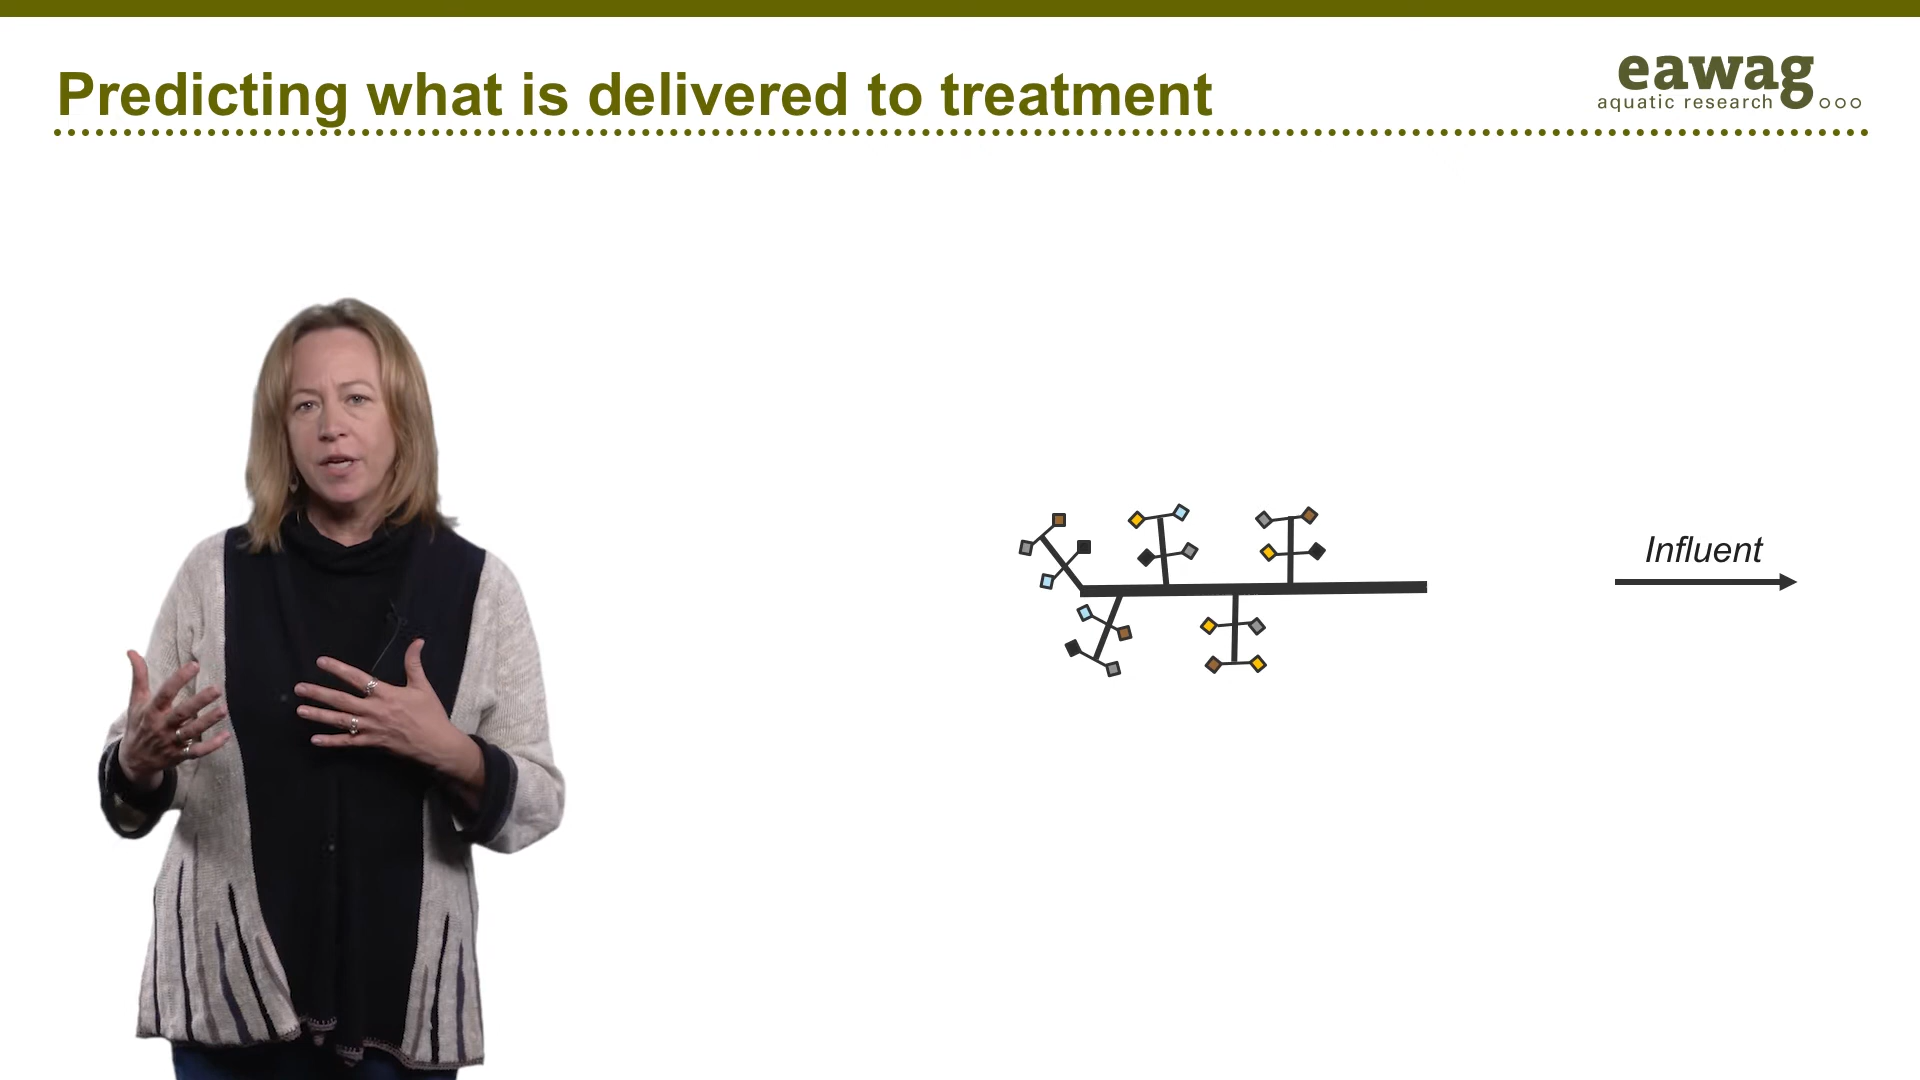 Predicting what is delivered to treatment
eawag
aquatic research
Influent